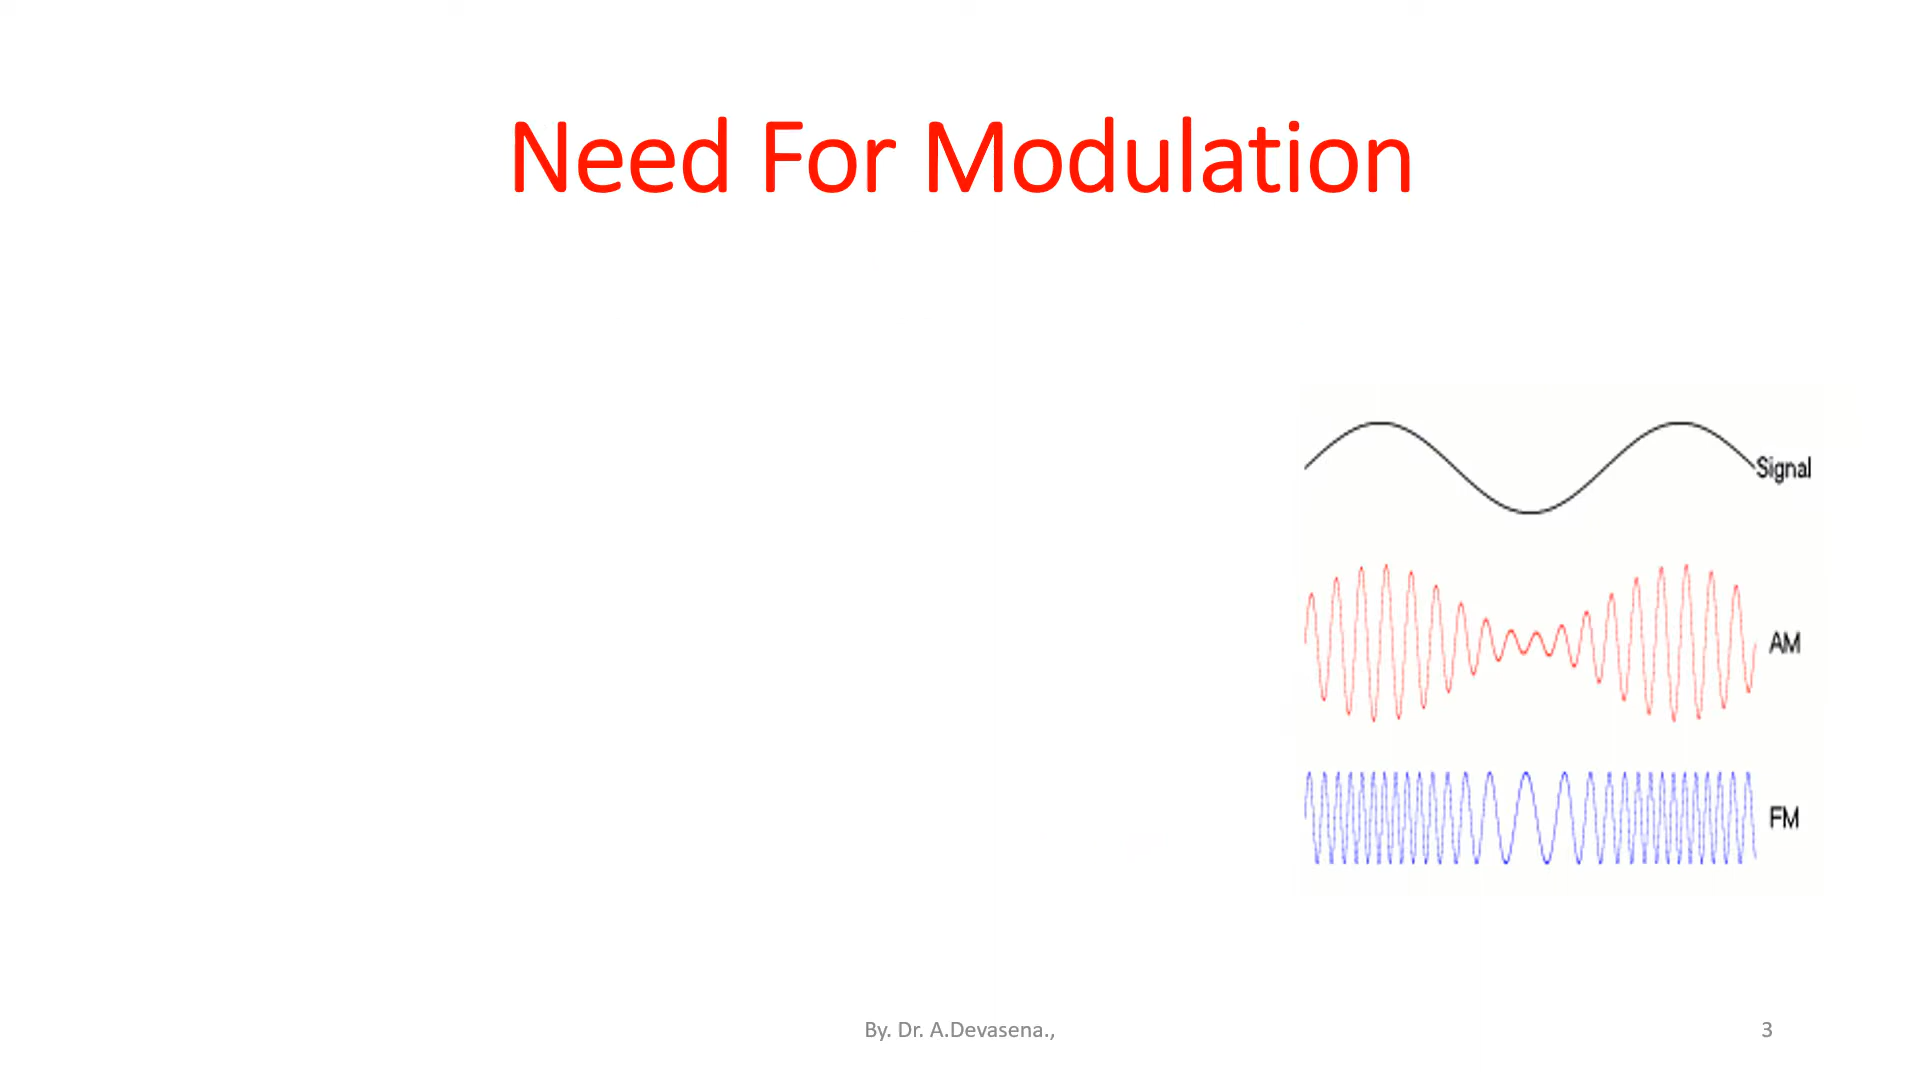 Need For Modulation
Signal
AM
FM
By. Dr. A.Devasena.,
3